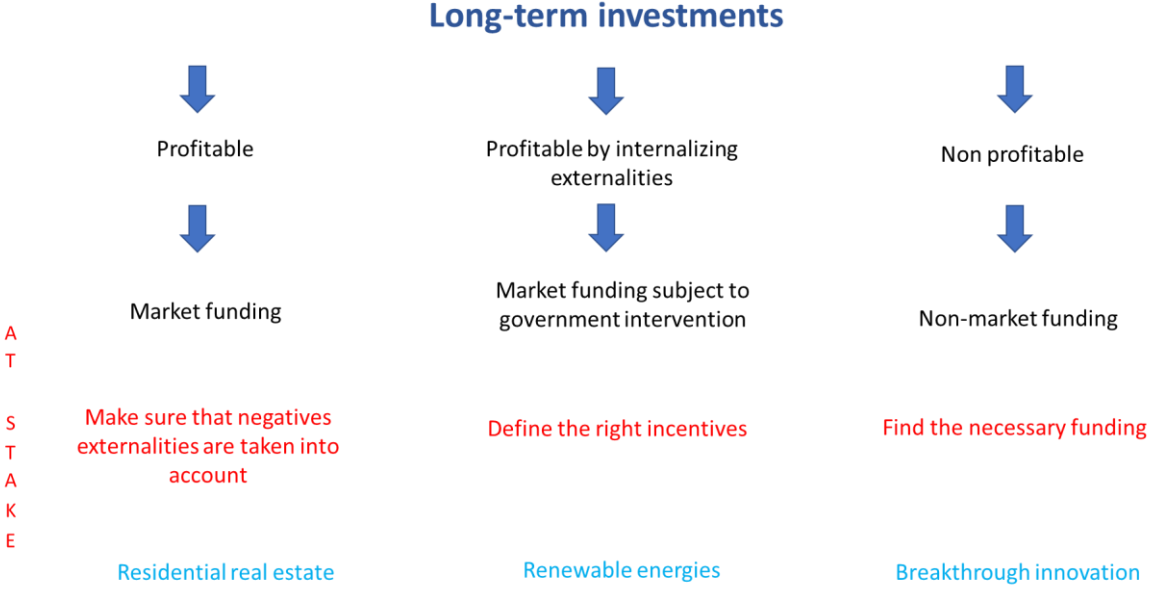 Long-term investments
Profitable
Profitable by internalizing
externalities
Non profitable
Market funding
Market funding subject to
government intervention
Non-market funding
AT STAKE
Make sure that negatives
externalities are taken into
account
Define the right incentives
Find the necessary funding
Residential real estate
Renewable energies
Breakthrough innovation